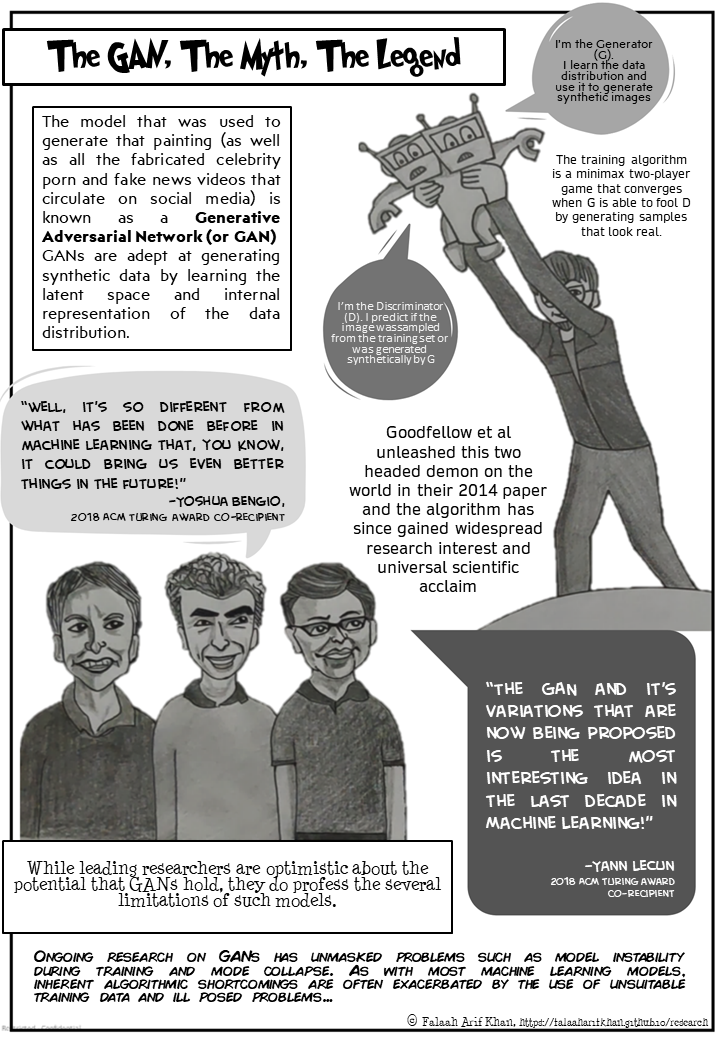 The GAN, The Myth, The Legend
I'm the Generator
(G).
I learn the data
distribution and
use it to generate
synthetic images
The model that was used to
generate that painting (as well
as all the fabricated celebrity
porn and fake news videos that
circulate on social media) is
known as a Generative
Adversarial Network (or GAN)
GANs are adept at generating
synthetic data by learning the
latent space and internal
representation of the data
distribution.
The training algorithm
is a minimax two-player
game that converges
when G is able to fool D
by generating samples
that look real.
I'm the Discriminator
(D). I predict if the
image wassampled
from the training set or
was generated
synthetically by G
"WELL, IT'S SO DIFFERENT FROM
WHAT HAS BEEN DONE BEFORE IN
MACHINE LEARNING THAT, YOU KNOW,
IT COULD BRING US EVEN BETTER
THINGS IN THE FUTURE!"
-YOSHUA BENGIO,
2018 ACM TURING AWARD CO-RECIPIENT
Goodfellow et al
unleashed this two
headed demon on the
world in their 2014 paper
and the algorithm has
since gained widespread
research interest and
universal scientific
acclaim
"THE GAN AND IT'S
VARIATIONS THAT ARE
NOW BEING PROPOSED
IS THE MOST
INTERESTING IDEA IN
THE LAST DECADE IN
MACHINE LEARNING!"
-YANN LECUN
2018 ACM TURING AWARD
CO-RECIPIENT
While leading researchers are optimistic about the
potential that GANs hold, they do profess the several
limitations of such models.
ONGOING RESEARCH ON GANS HAS UNMASKED PROBLEMS SUCH AS MODEL INSTABILITY
DURING TRAINING AND MODE COLLAPSE. AS WITH MOST MACHINE LEARNING MODELS,
INHERENT ALGORITHMIC SHORTCOMINGS ARE OFTEN EXACERBATED BY THE USE OF UNSUITABLE
TRAINING DATA AND ILL POSED PROBLEMS...
© Falaah Arif Khan, https://falaaharifkhan.github.io/research